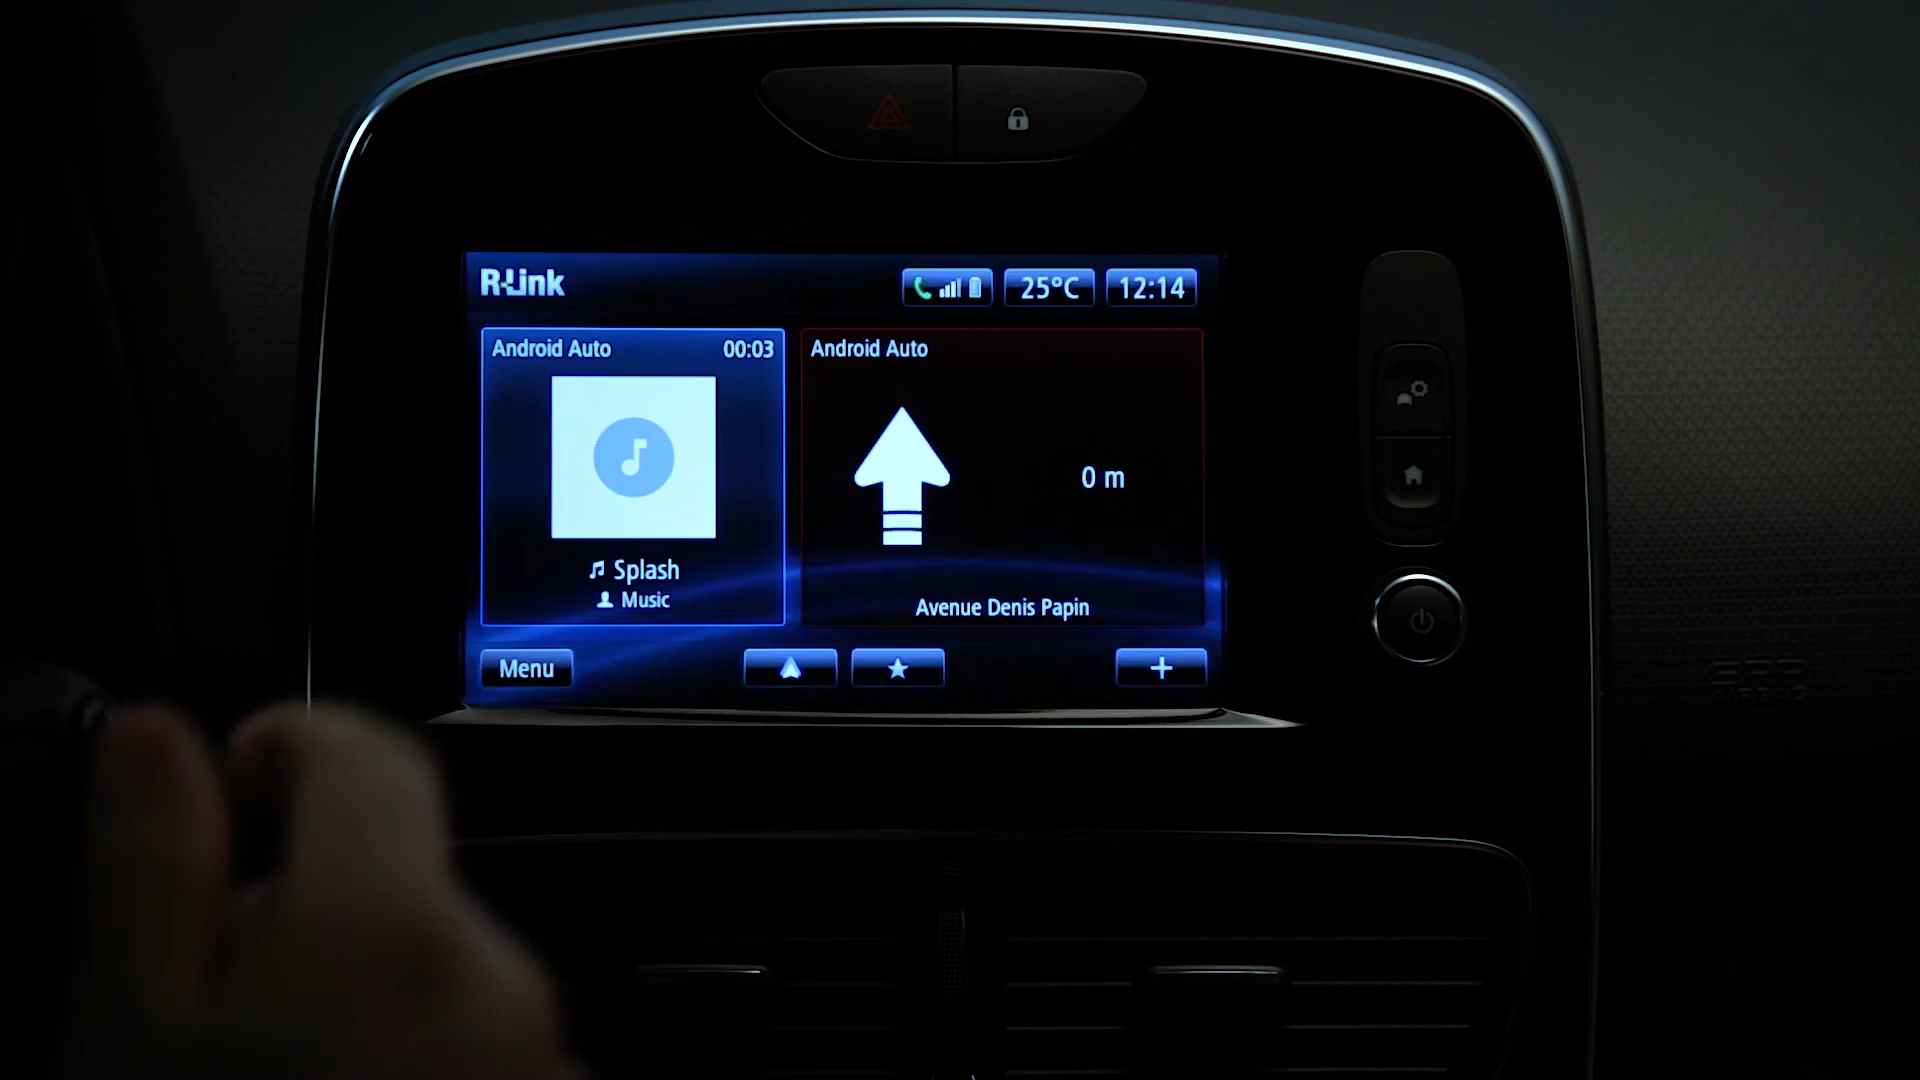 R-Link
25°C
12:14
Android Auto
00:03
Splash
Music
Android Auto
0 m
Avenue Denis Papin
Menu